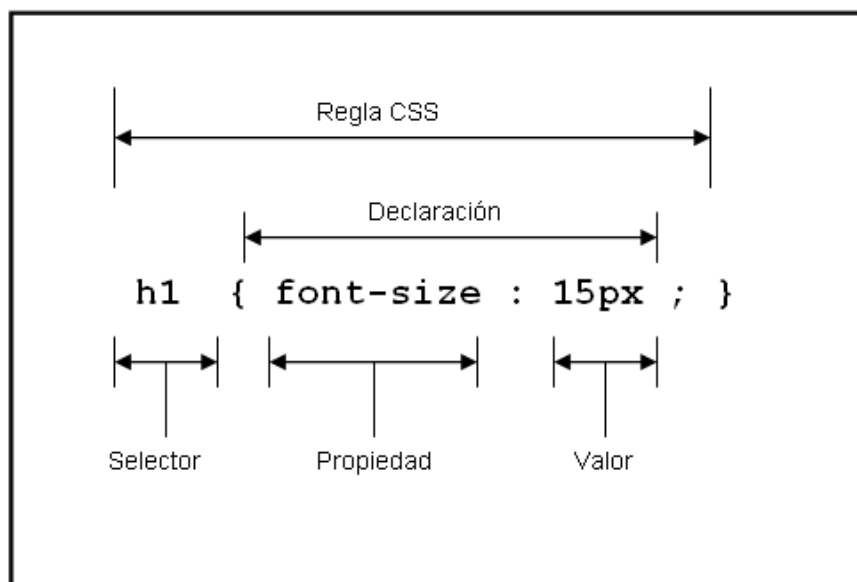 Regla CSS
Declaración
h1 { font-size : 15px ; }
Selector Propiedad Valor